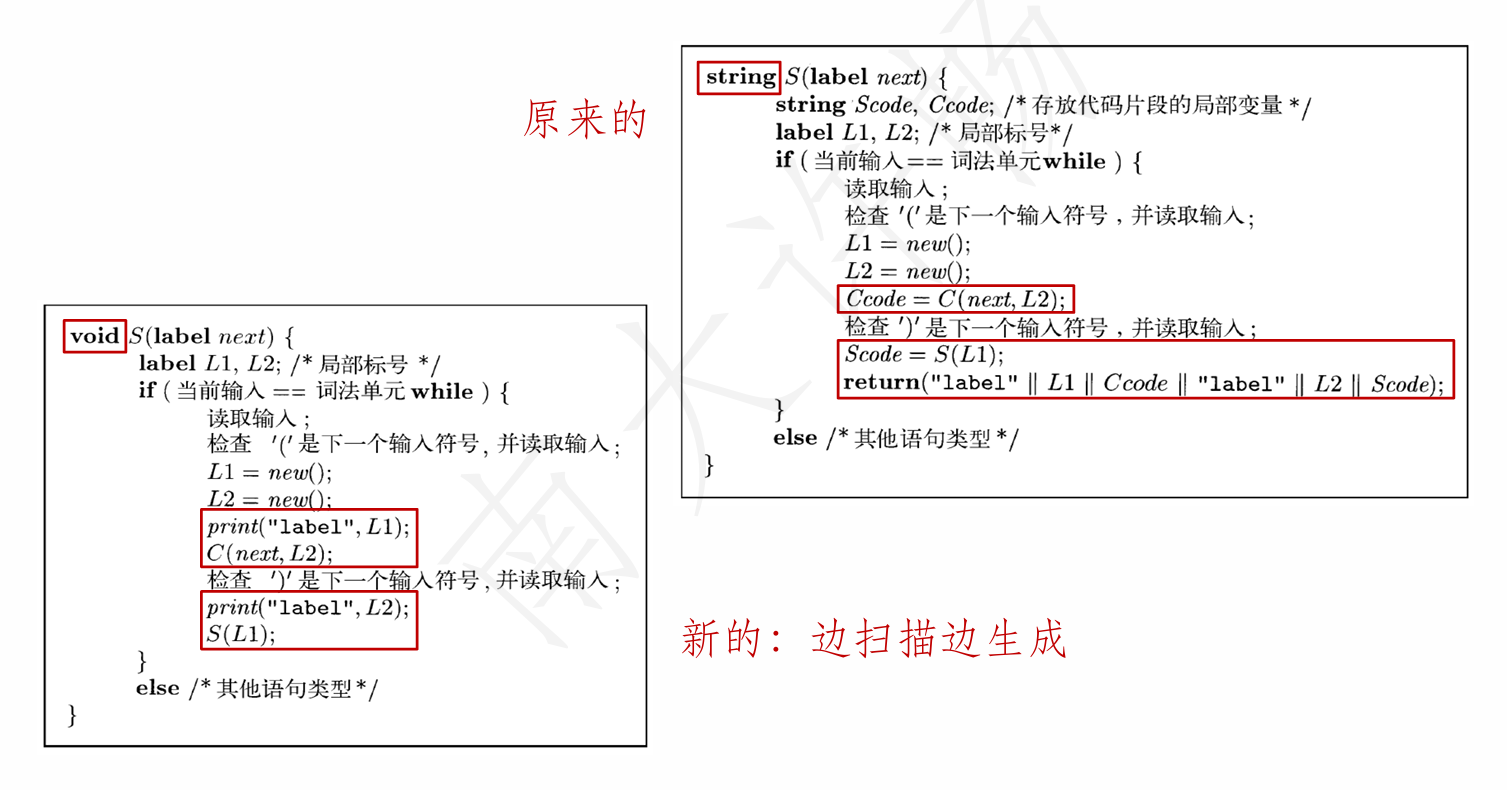 原来的
string S(label next) {
string Scode, Ccode; /* 存放代码片段的局部变量 */
label L1, L2; /* 局部标号*/
if ( 当前输入 == 词法单元while ) {
读取输入 ;
检查 '(' 是下一个输入符号 , 并读取输入;
L1 = new();
L2 = new();
Ccode = C(next, L2);
检查 ')' 是下一个输入符号 , 并读取输入;
Scode = S(L1);
return("label" || L1 || Ccode || "label" || L2 || Scode);
}
else /* 其他语句类型 */
}
void S(label next) {
label L1, L2; /* 局部标号 */
if ( 当前输入 == 词法单元 while ) {
读取输入 ;
检查 '(' 是下一个输入符号, 并读取输入;
L1 = new();
L2 = new();
print("label", L1);
C(next, L2);
检查 ')' 是下一个输入符号, 并读取输入;
print("label", L2);
S(L1);
}
else /* 其他语句类型 */
}
新的：边扫描边生成
南大许畅